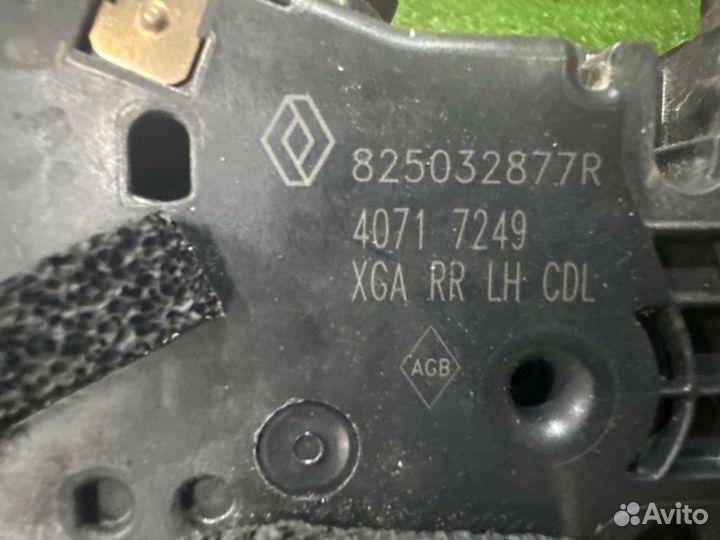 825032877R
4071 7249
XGA RR LH CDL
AGB
Avito